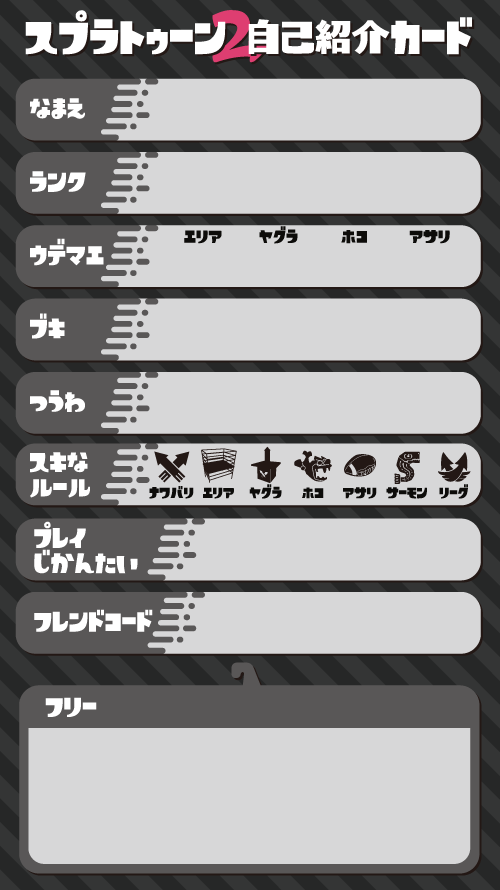 スプラトゥーン2自己紹介カード
なまえ
ランク
ウデマエ
エリア ヤグラ ホコ アサリ
ブキ
つうわ
スキな
ルール
ナワバリ エリア ヤグラ ホコ アサリ サーモン リーグ
プレイ
じかんたい
フレンドコード
フリー